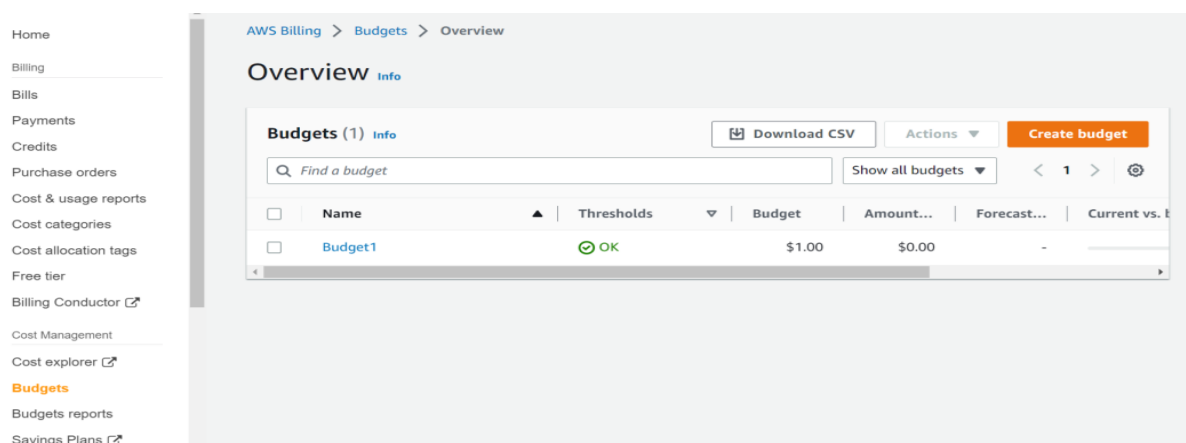 Home
Billing
Bills
Payments
Credits
Purchase orders
Cost & usage reports
Cost categories
Cost allocation tags
Free tier
Billing Conductor
Cost Management
Cost explorer
Budgets
Budgets reports
Savings Plans
AWS Billing > Budgets > Overview
Overview Info
Budgets (1) Info Download CSV Actions Create budget
Find a budget Show all budgets < 1 >
Name Thresholds Budget Amount... Forecast... Current vs. b
Budget1 OK $1.00 $0.00 -